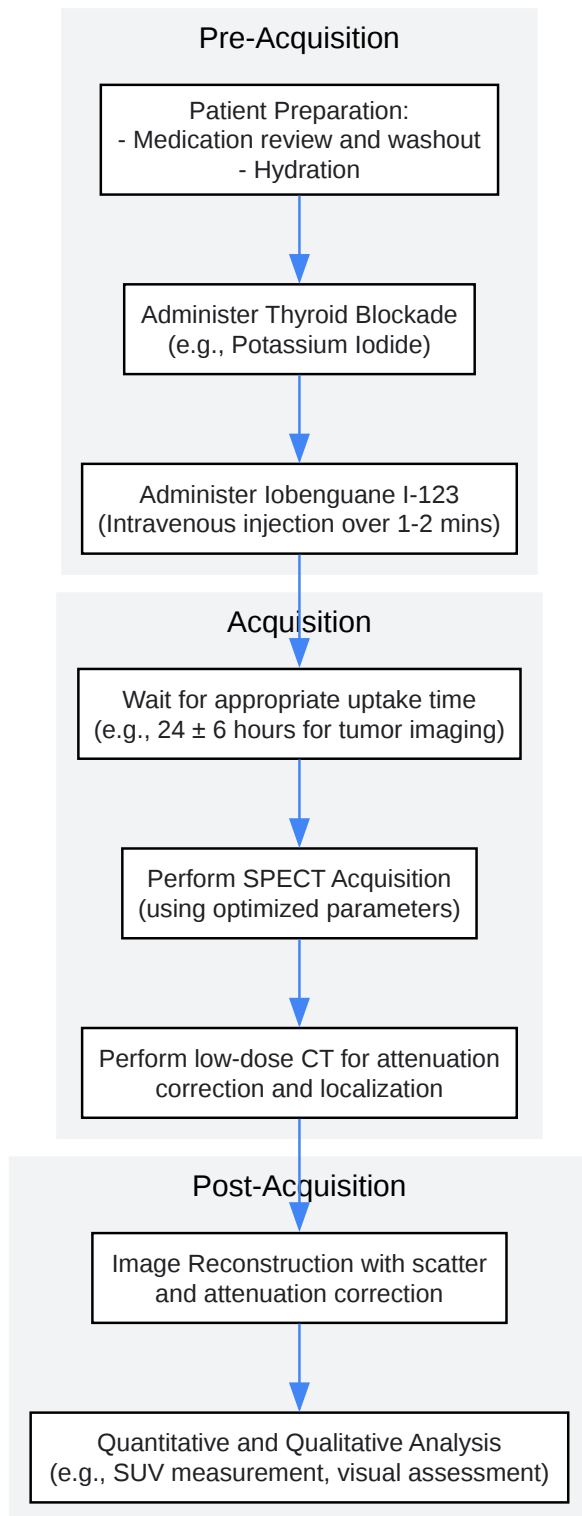 Pre-Acquisition
Patient Preparation:
- Medication review and washout
- Hydration
Administer Thyroid Blockade
(e.g., Potassium Iodide)
Administer Iobenguane I-123
(Intravenous injection over 1-2 mins)
Acquisition
Wait for appropriate uptake time
(e.g., 24 ± 6 hours for tumor imaging)
Perform SPECT Acquisition
(using optimized parameters)
Perform low-dose CT for attenuation
correction and localization
Post-Acquisition
Image Reconstruction with scatter
and attenuation correction
Quantitative and Qualitative Analysis
(e.g., SUV measurement, visual assessment)